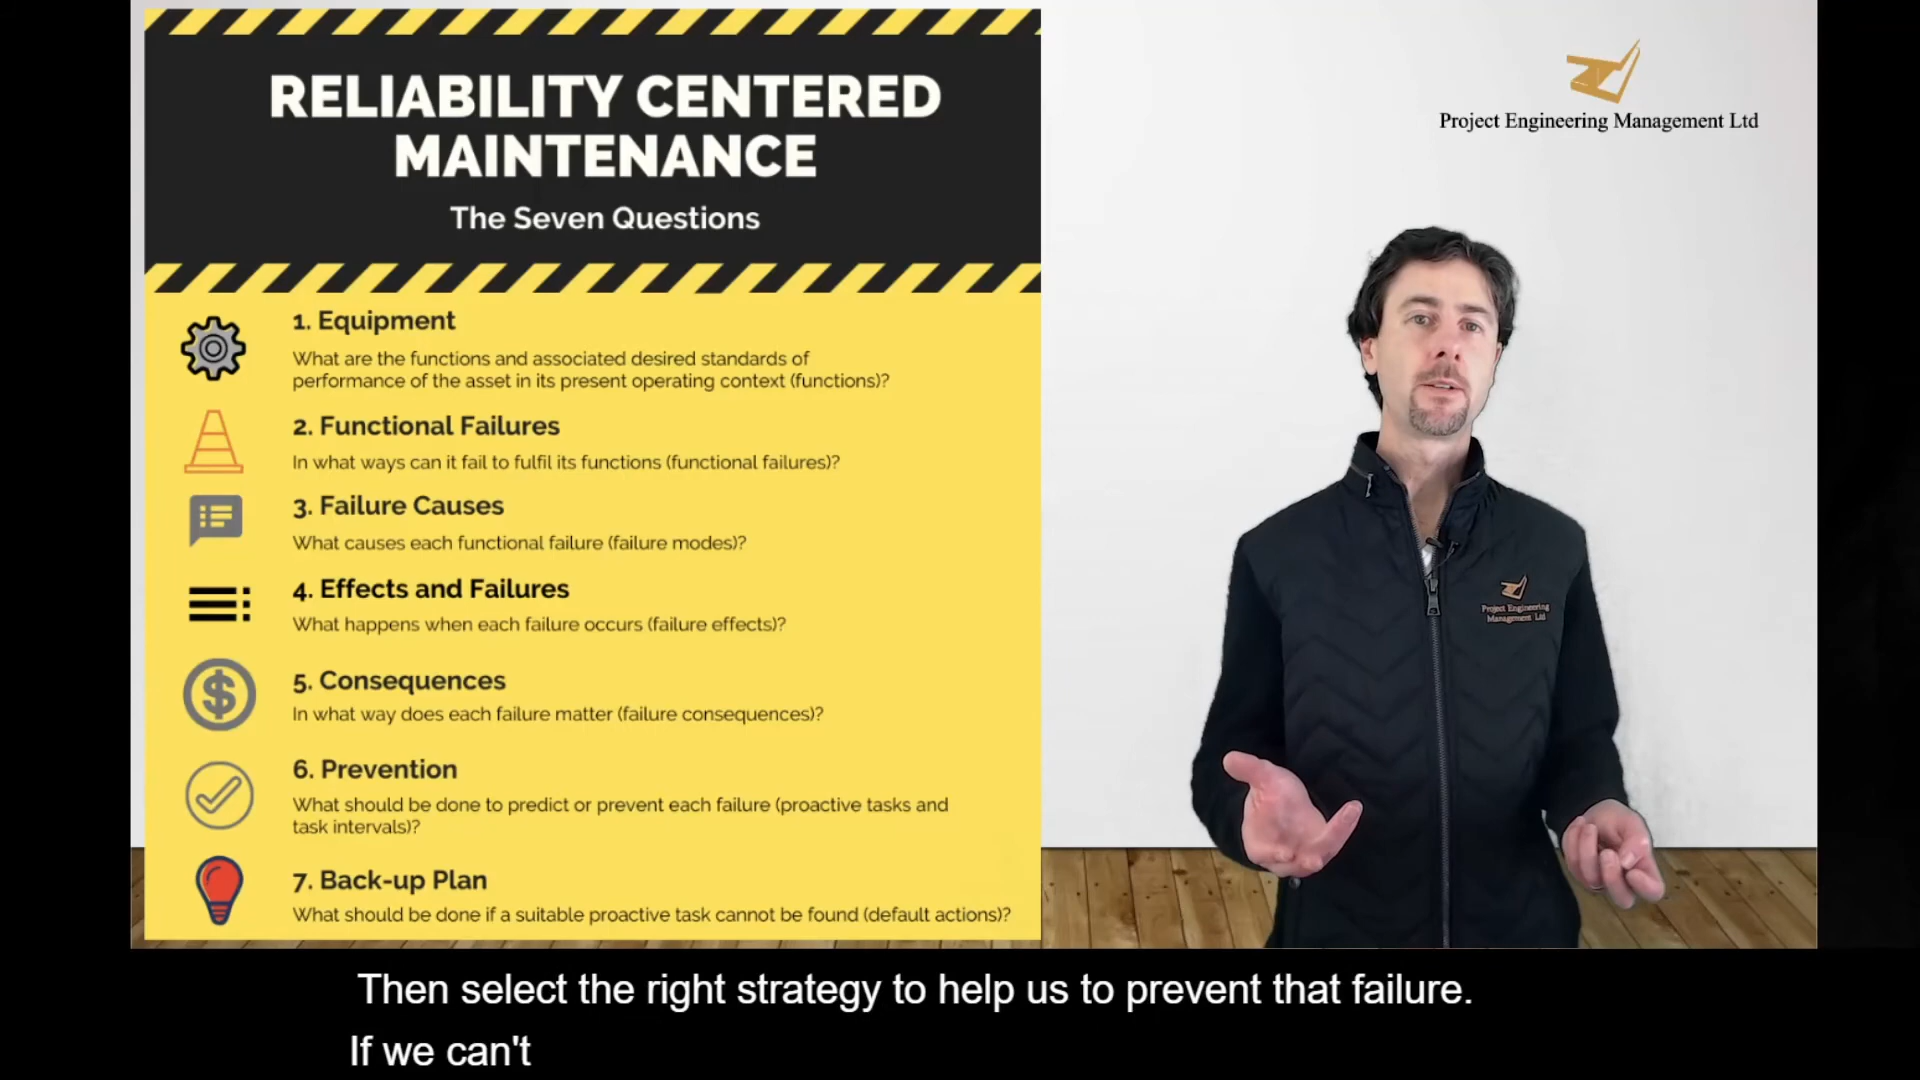 RELIABILITY CENTERED
MAINTENANCE
The Seven Questions
1. Equipment
What are the functions and associated desired standards of
performance of the asset in its present operating context (functions)?
2. Functional Failures
In what ways can it fail to fulfil its functions (functional failures)?
3. Failure Causes
What causes each functional failure (failure modes)?
4. Effects and Failures
What happens when each failure occurs (failure effects)?
5. Consequences
In what way does each failure matter (failure consequences)?
6. Prevention
What should be done to predict or prevent each failure (proactive tasks and
task intervals)?
7. Back-up Plan
What should be done if a suitable proactive task cannot be found (default actions)?
Project Engineering Management Ltd
Project Engineering
Management Ltd
Then select the right strategy to help us to prevent that failure.
If we can't